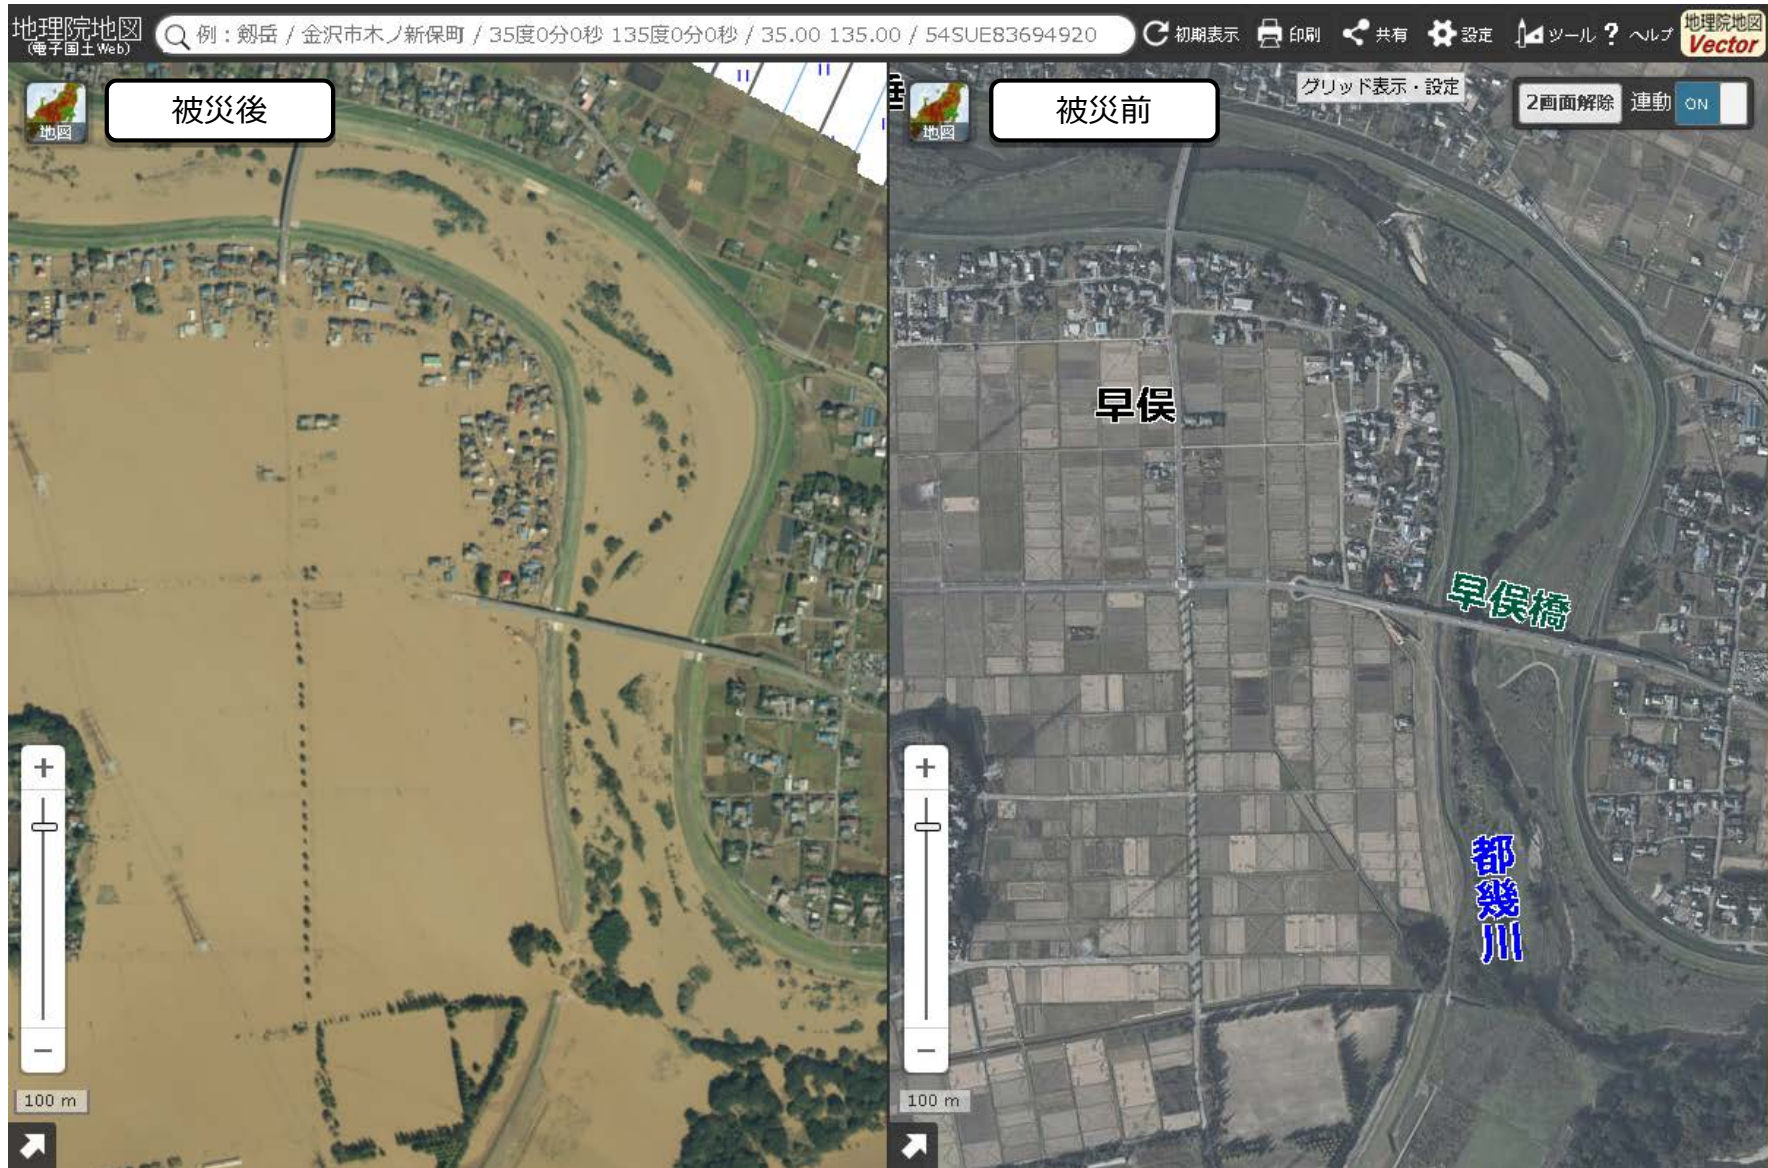 地理院地図
(電子国土Web)
例：剱岳 / 金沢市木ノ新保町 / 35度0分0秒 135度0分0秒 / 35.00 135.00 / 54SUE83694920
初期表示
印刷
共有
設定
ツール
? ヘルプ
地理院地図
Vector
地図
被災後
地図
被災前
グリッド表示・設定
2画面解除
連動
ON
早俣
早俣橋
都幾川
+
−
100 m
+
−
100 m